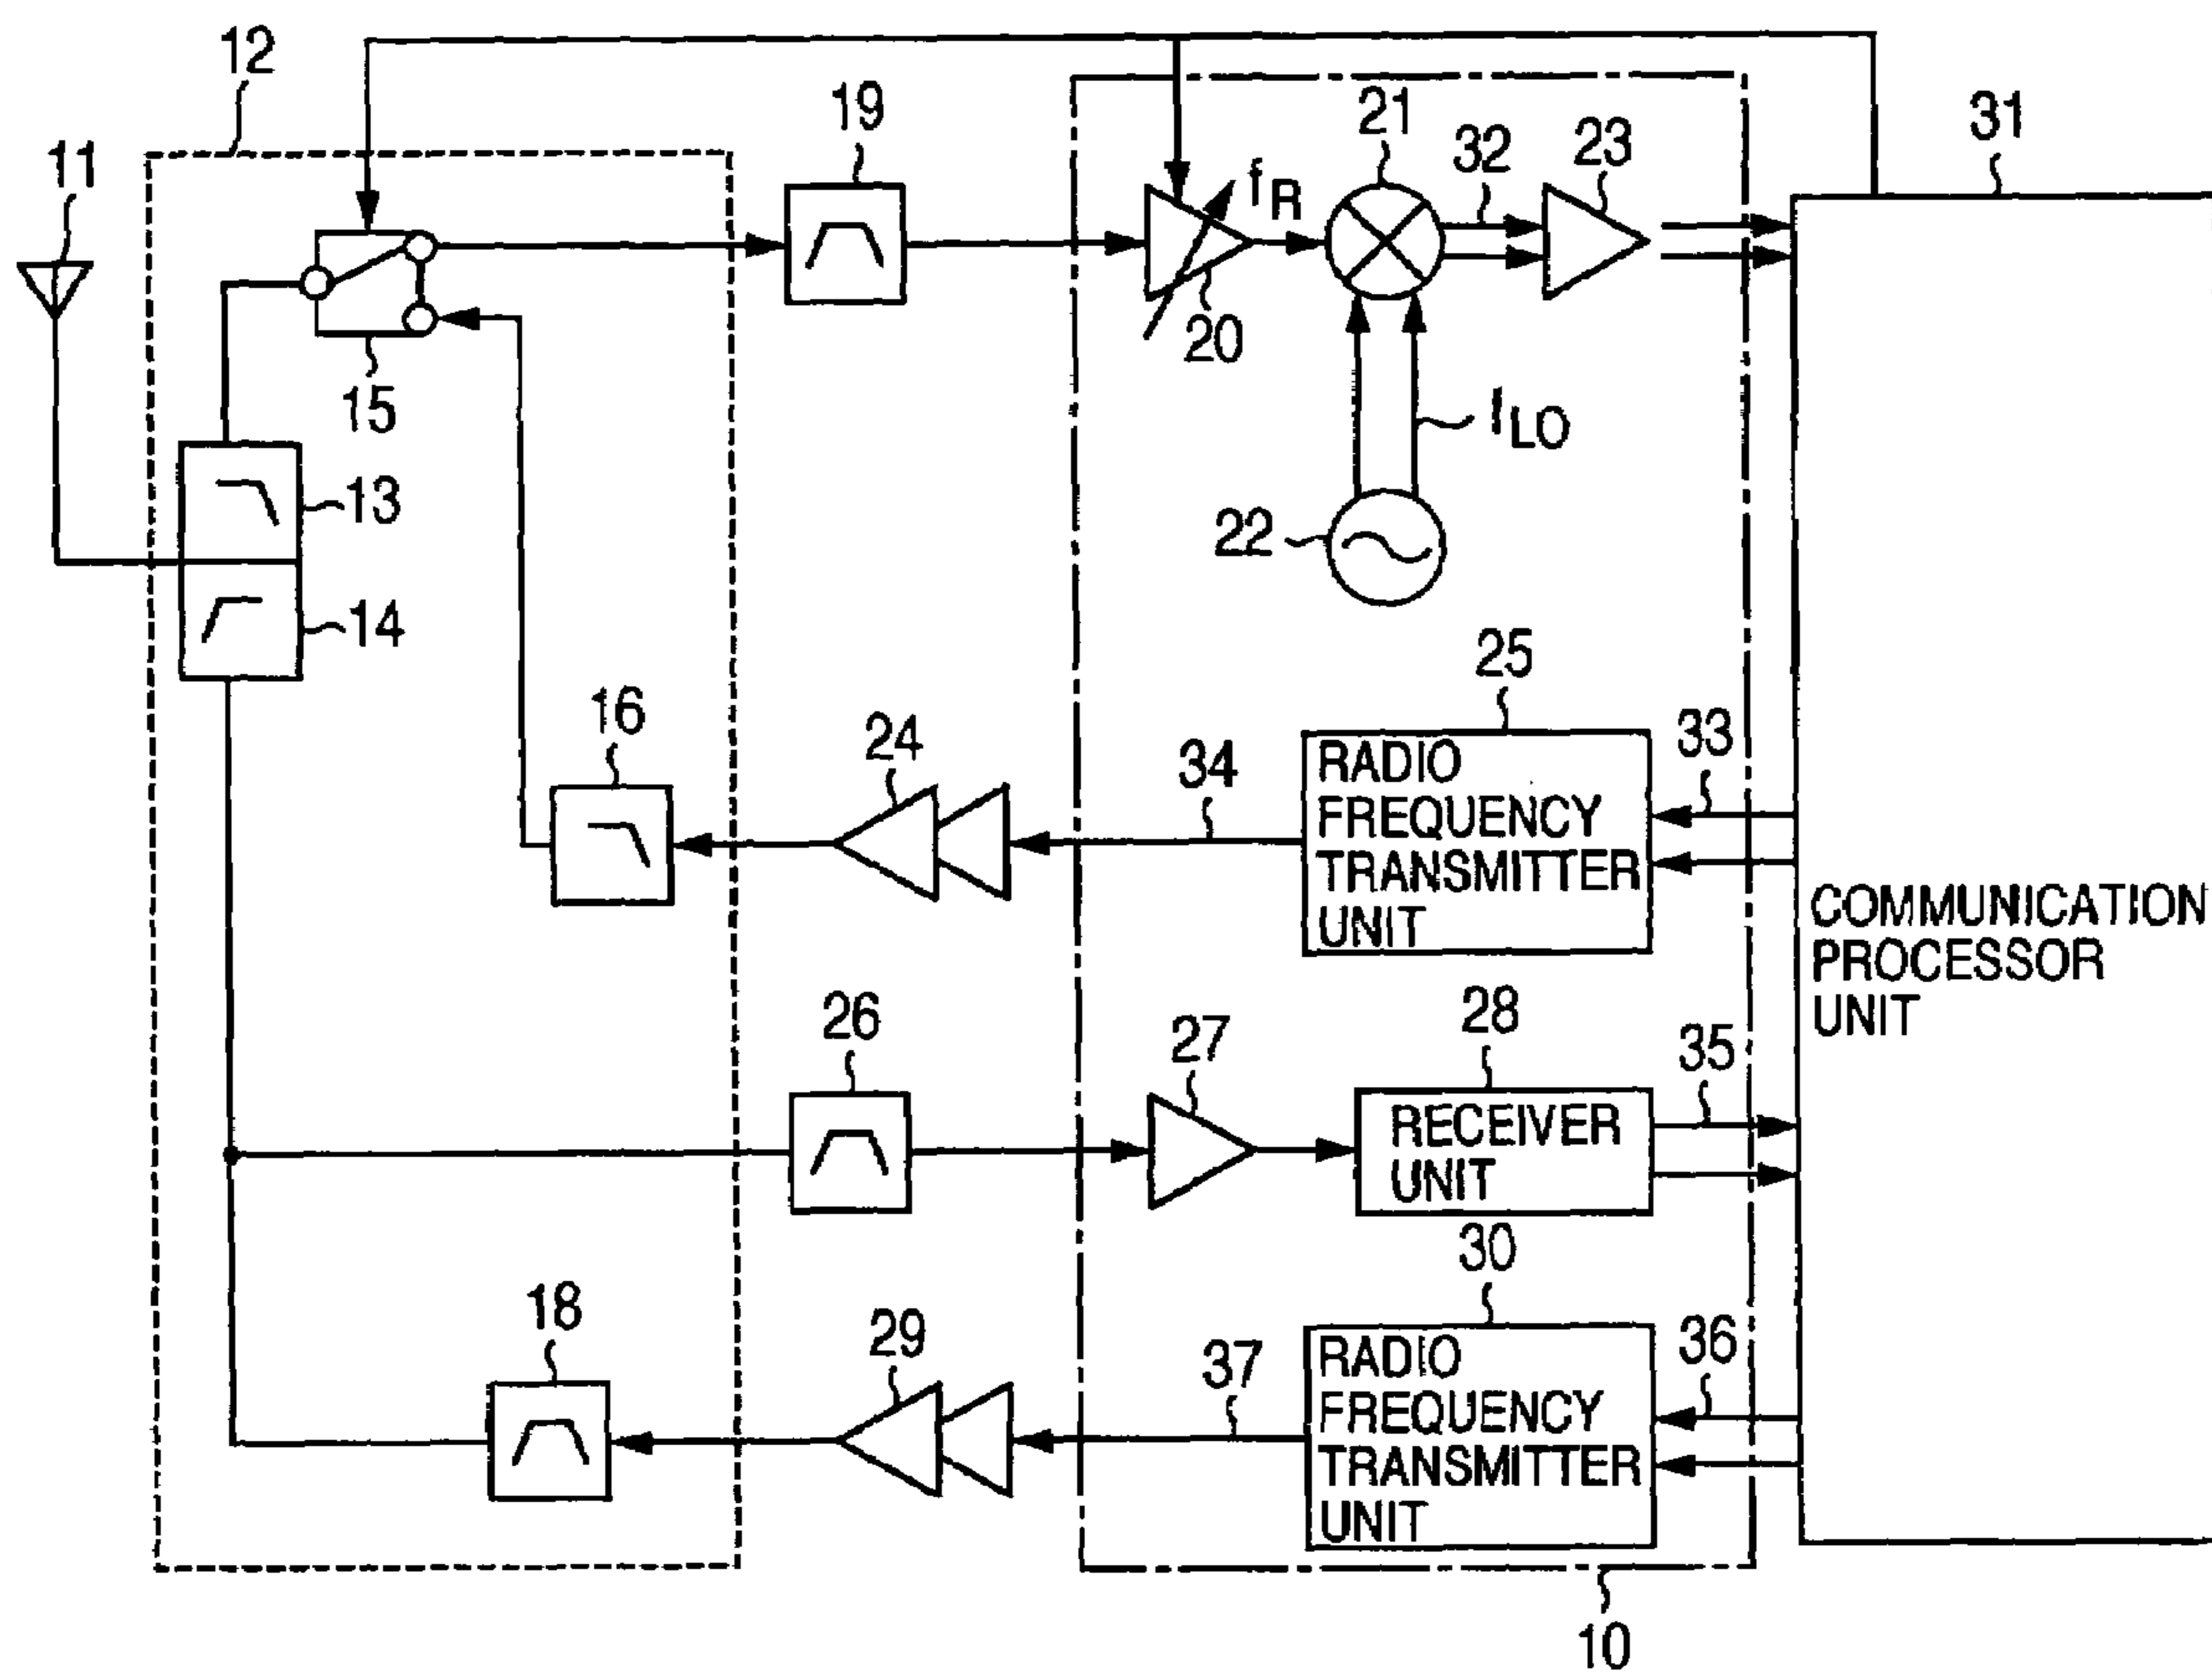 12
11
19
21
32
23
31
fR
20
15
fLO
13
22
14
25
16
24
34
33
RADIO
FREQUENCY
TRANSMITTER
UNIT
COMMUNICATION
PROCESSOR
UNIT
26
27
28
35
RECEIVER
UNIT
30
18
29
37
36
RADIO
FREQUENCY
TRANSMITTER
UNIT
10